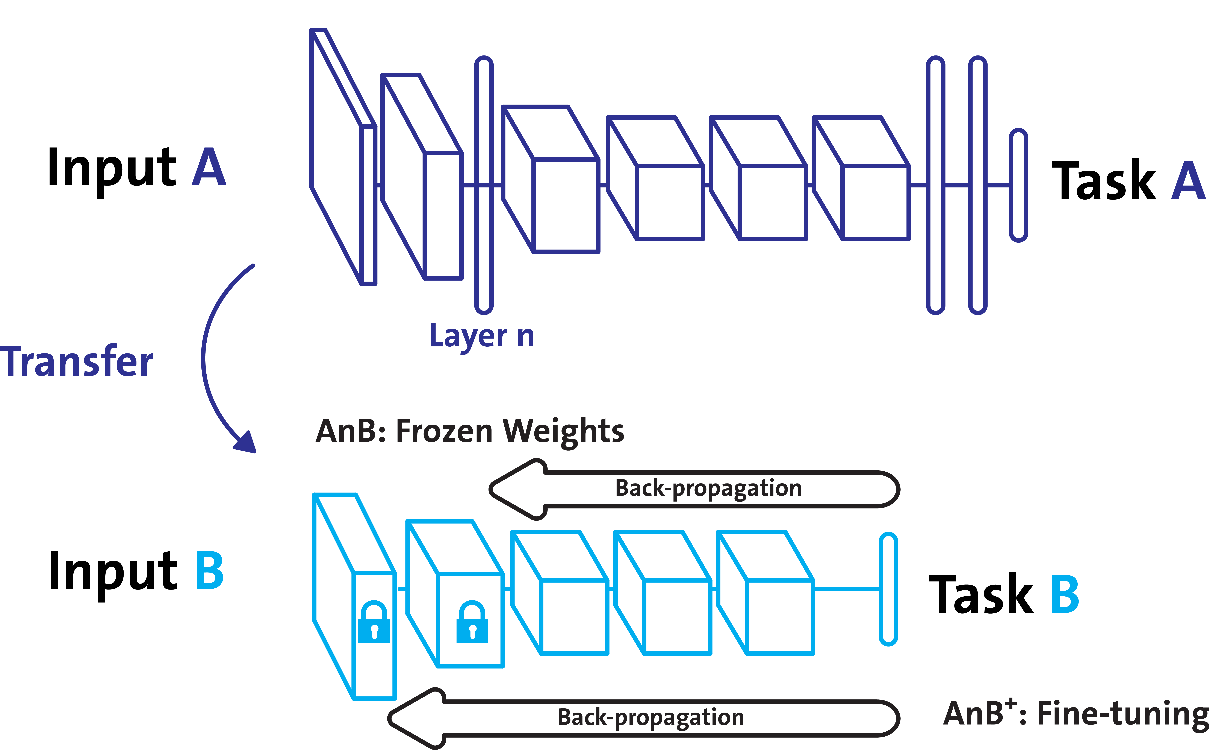 Input A
Task A
Layer n
Transfer
AnB: Frozen Weights
Back-propagation
Input B
Task B
Back-propagation
AnB+: Fine-tuning